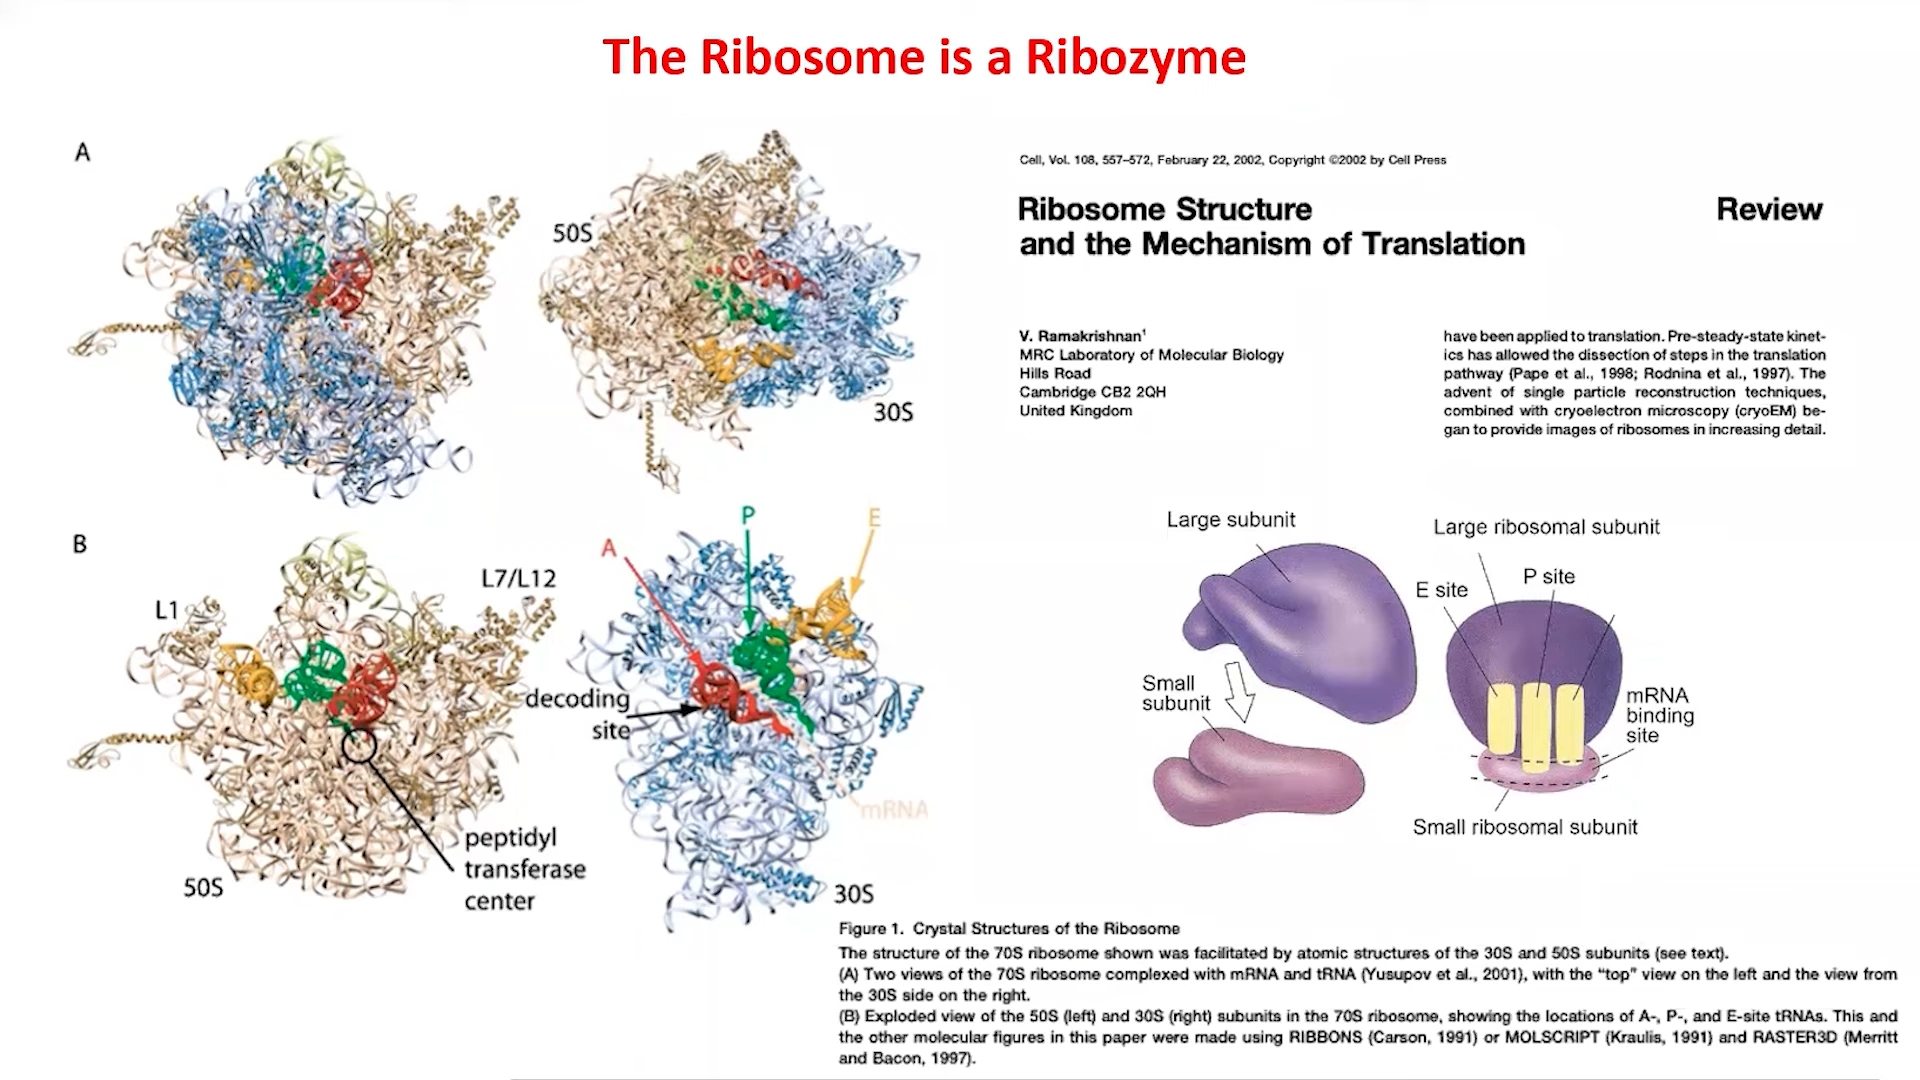 The Ribosome is a Ribozyme
A
50S
30S
B
L1
L7/L12
50S
peptidyl
transferase
center
A
P
E
decoding
site
mRNA
30S
Cell, Vol. 108, 557–572, February 22, 2002, Copyright ©2002 by Cell Press
Ribosome Structure
and the Mechanism of Translation
Review
V. Ramakrishnan¹
MRC Laboratory of Molecular Biology
Hills Road
Cambridge CB2 2QH
United Kingdom
have been applied to translation. Pre-steady-state kinet-
ics has allowed the dissection of steps in the translation
pathway (Pape et al., 1998; Rodnina et al., 1997). The
advent of single particle reconstruction techniques,
combined with cryoelectron microscopy (cryoEM) be-
gan to provide images of ribosomes in increasing detail.
Large subunit
Small
subunit
Large ribosomal subunit
E site
P site
mRNA
binding
site
Small ribosomal subunit
Figure 1. Crystal Structures of the Ribosome
The structure of the 70S ribosome shown was facilitated by atomic structures of the 30S and 50S subunits (see text).
(A) Two views of the 70S ribosome complexed with mRNA and tRNA (Yusupov et al., 2001), with the “top” view on the left and the view from
the 30S side on the right.
(B) Exploded view of the 50S (left) and 30S (right) subunits in the 70S ribosome, showing the locations of A-, P-, and E-site tRNAs. This and
the other molecular figures in this paper were made using RIBBONS (Carson, 1991) or MOLSCRIPT (Kraulis, 1991) and RASTER3D (Merritt
and Bacon, 1997).